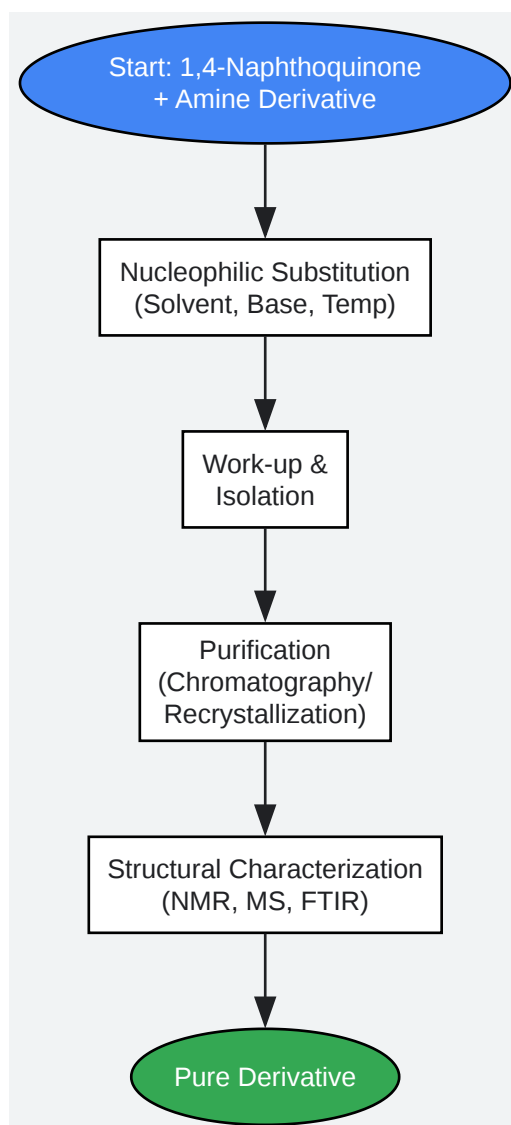 Start: 1,4-Naphthoquinone
+ Amine Derivative
Nucleophilic Substitution
(Solvent, Base, Temp)
Work-up &
Isolation
Purification
(Chromatography/
Recrystallization)
Structural Characterization
(NMR, MS, FTIR)
Pure Derivative